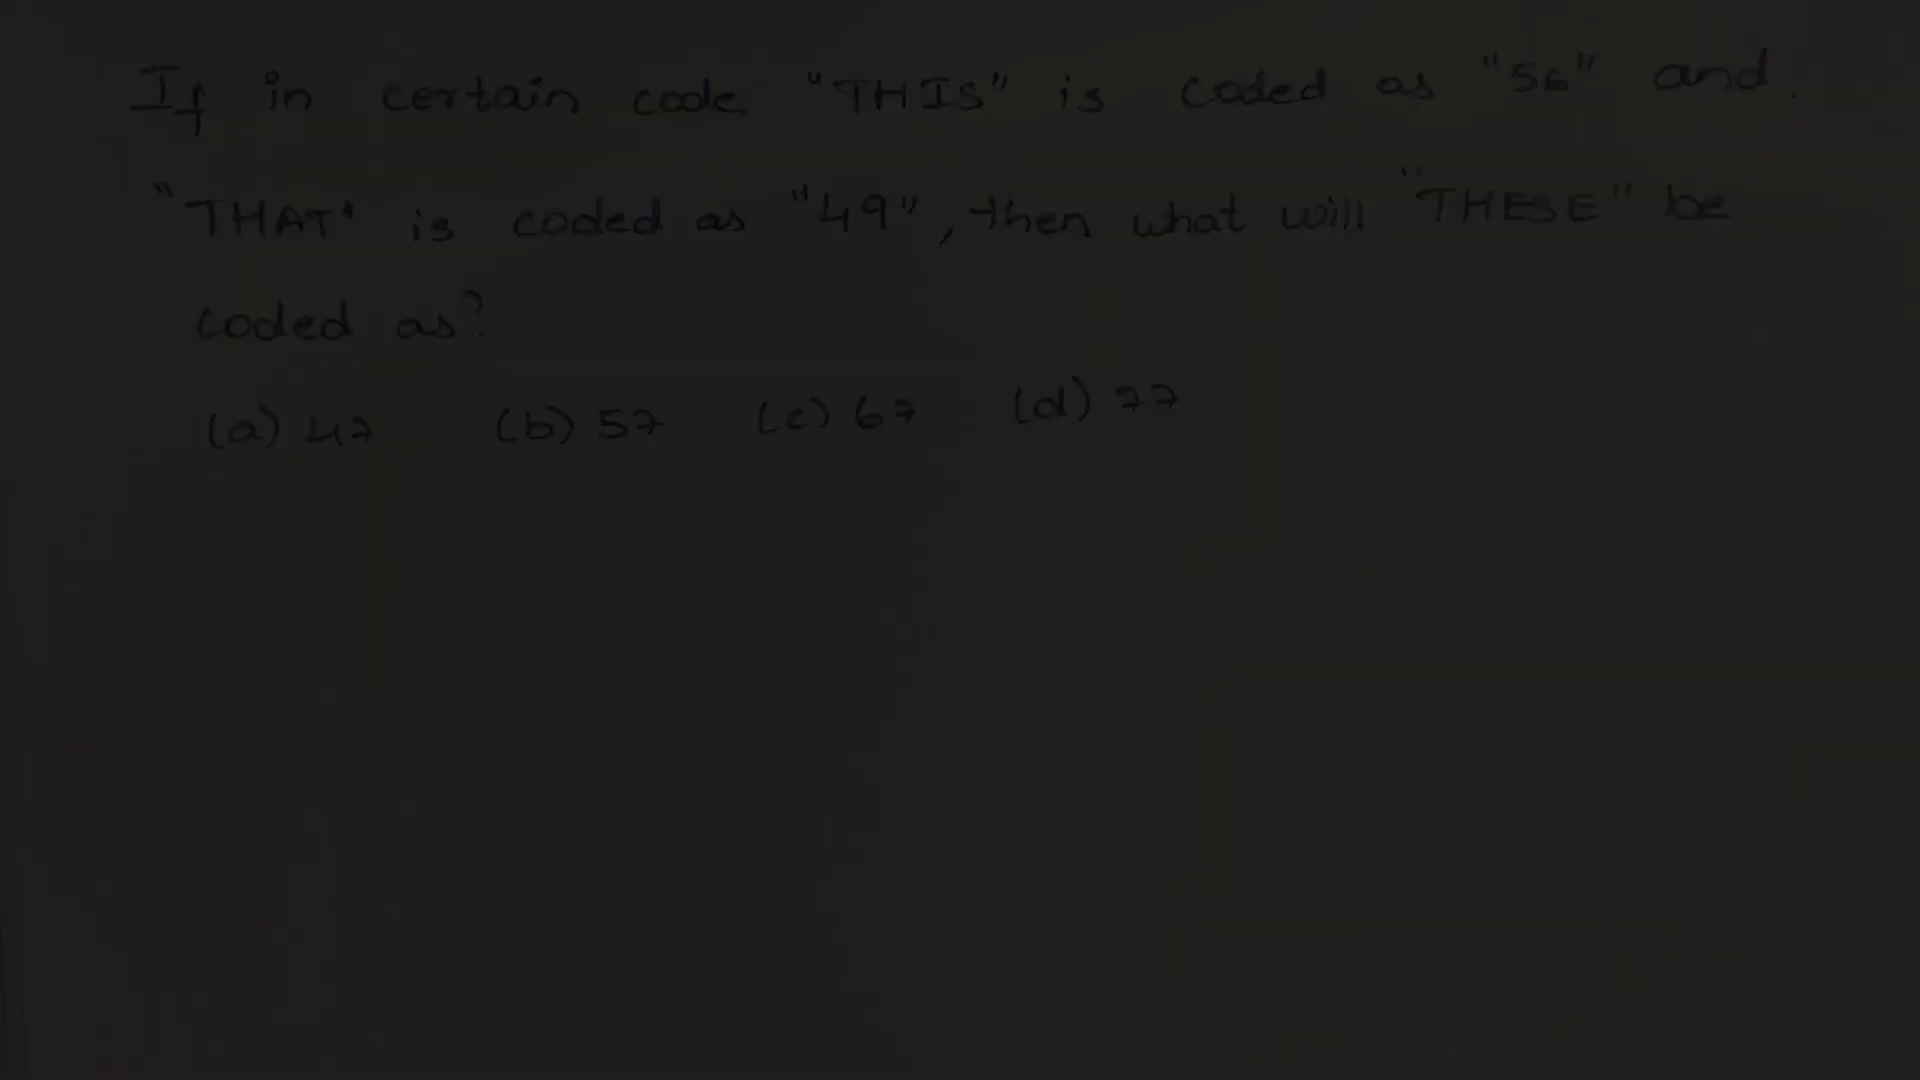 If in certain code "THIS" is coded as "56" and
"THAT" is coded as "49", then what will "THESE" be
coded as?
(a) 47 (b) 57 (c) 67 (d) 77